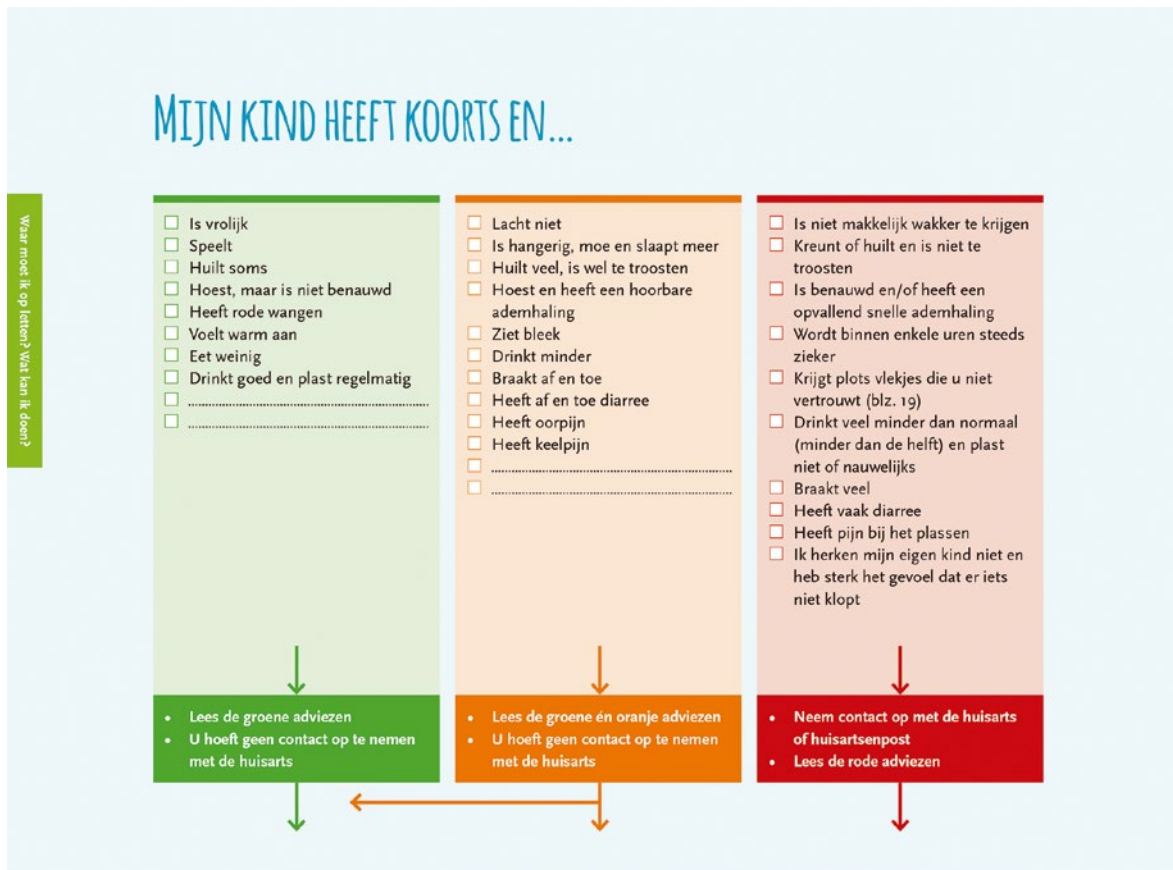 MIJN KIND HEEFT KOORTS EN...
Waar moet ik op letten? Wat kan ik doen?
Is vrolijk
Speelt
Huilt soms
Hoest, maar is niet benauwd
Heeft rode wangen
Voelt warm aan
Eet weinig
Drinkt goed en plast regelmatig
• Lees de groene adviezen
• U hoeft geen contact op te nemen
met de huisarts
Lacht niet
Is hangerig, moe en slaapt meer
Huilt veel, is wel te troosten
Hoest en heeft een hoorbare
ademhaling
Ziet bleek
Drinkt minder
Braakt af en toe
Heeft af en toe diarree
Heeft oorpijn
Heeft keelpijn
• Lees de groene én oranje adviezen
• U hoeft geen contact op te nemen
met de huisarts
Is niet makkelijk wakker te krijgen
Kreunt of huilt en is niet te
troosten
Is benauwd en/of heeft een
opvallend snelle ademhaling
Wordt binnen enkele uren steeds
zieker
Krijgt plots vlekjes die u niet
vertrouwt (blz. 19)
Drinkt veel minder dan normaal
(minder dan de helft) en plast
niet of nauwelijks
Braakt veel
Heeft vaak diarree
Heeft pijn bij het plassen
Ik herken mijn eigen kind niet en
heb sterk het gevoel dat er iets
niet klopt
• Neem contact op met de huisarts
of huisartsenpost
• Lees de rode adviezen